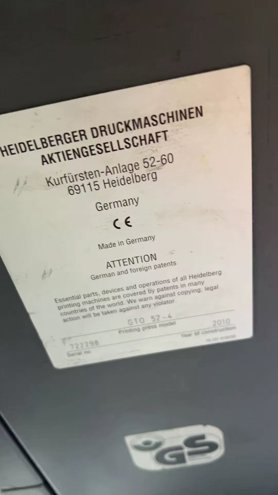 HEIDELBERGER DRUCKMASCHINEN
AKTIENGESELLSCHAFT
Kurfürsten-Anlage 52-60
69115 Heidelberg
Germany
CE
Made in Germany
ATTENTION
German and foreign patents
Essential parts, devices and operations of all Heidelberg
printing machines are covered by patents in many
countries of the world. We warn against copying; legal
action will be taken against any violator.
GTO 52-4 2010
Printing press model Year of construction
727798
Serial no
GS